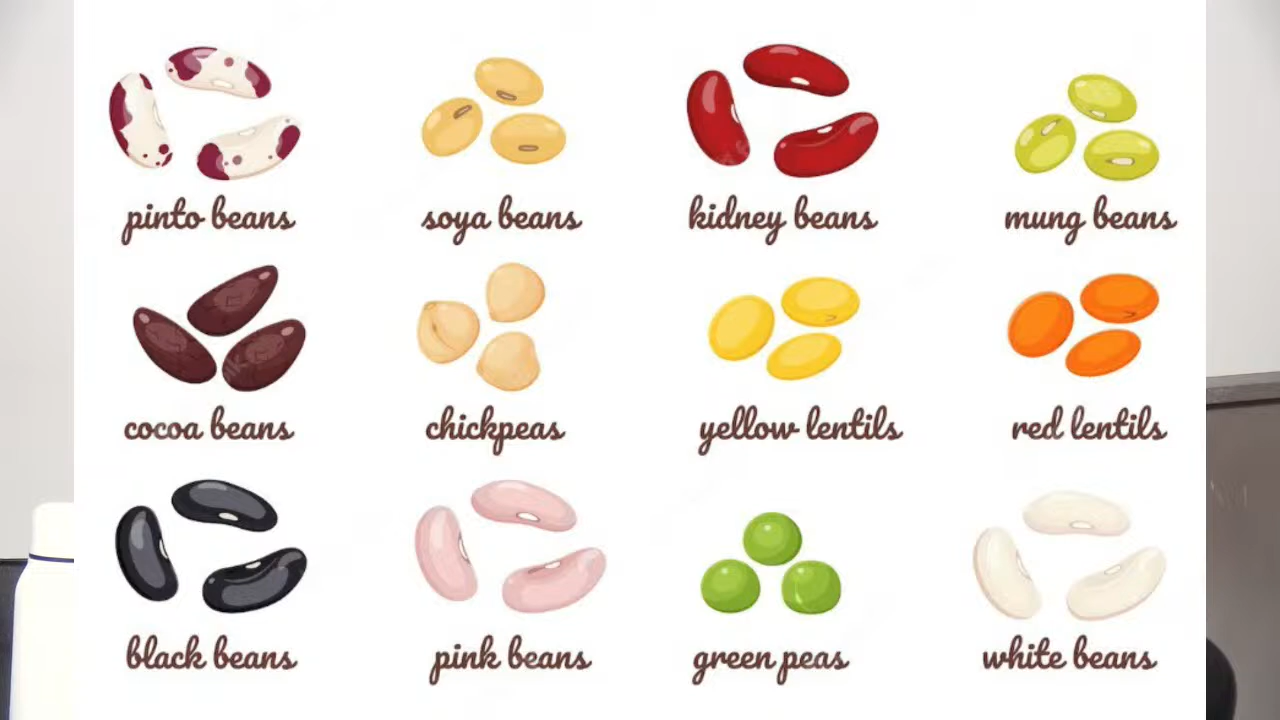 pinto beans
soya beans
kidney beans
mung beans
cocoa beans
chickpeas
yellow lentils
red lentils
black beans
pink beans
green peas
white beans